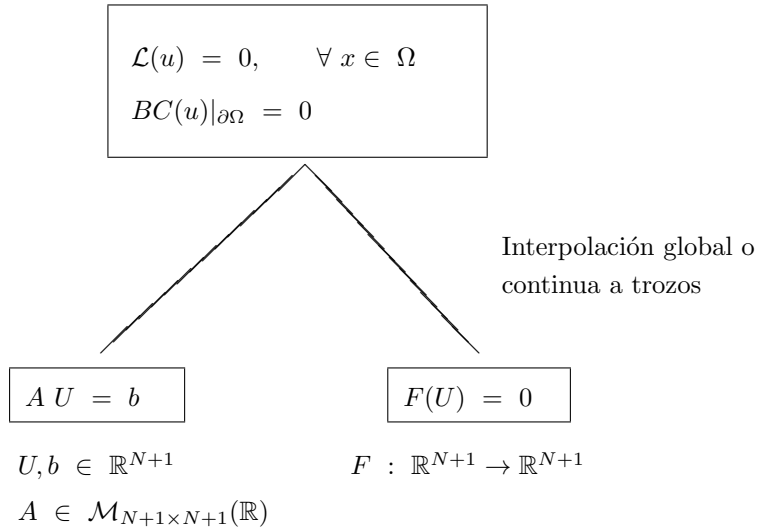 ℒ(u) = 0, ∀ x ∈ Ω
BC(u)|∂Ω = 0
Interpolación global o
continua a trozos
A U = b
F(U) = 0
U, b ∈ ℝ^{N+1}
F : ℝ^{N+1} → ℝ^{N+1}
A ∈ ℳ_{N+1×N+1}(ℝ)